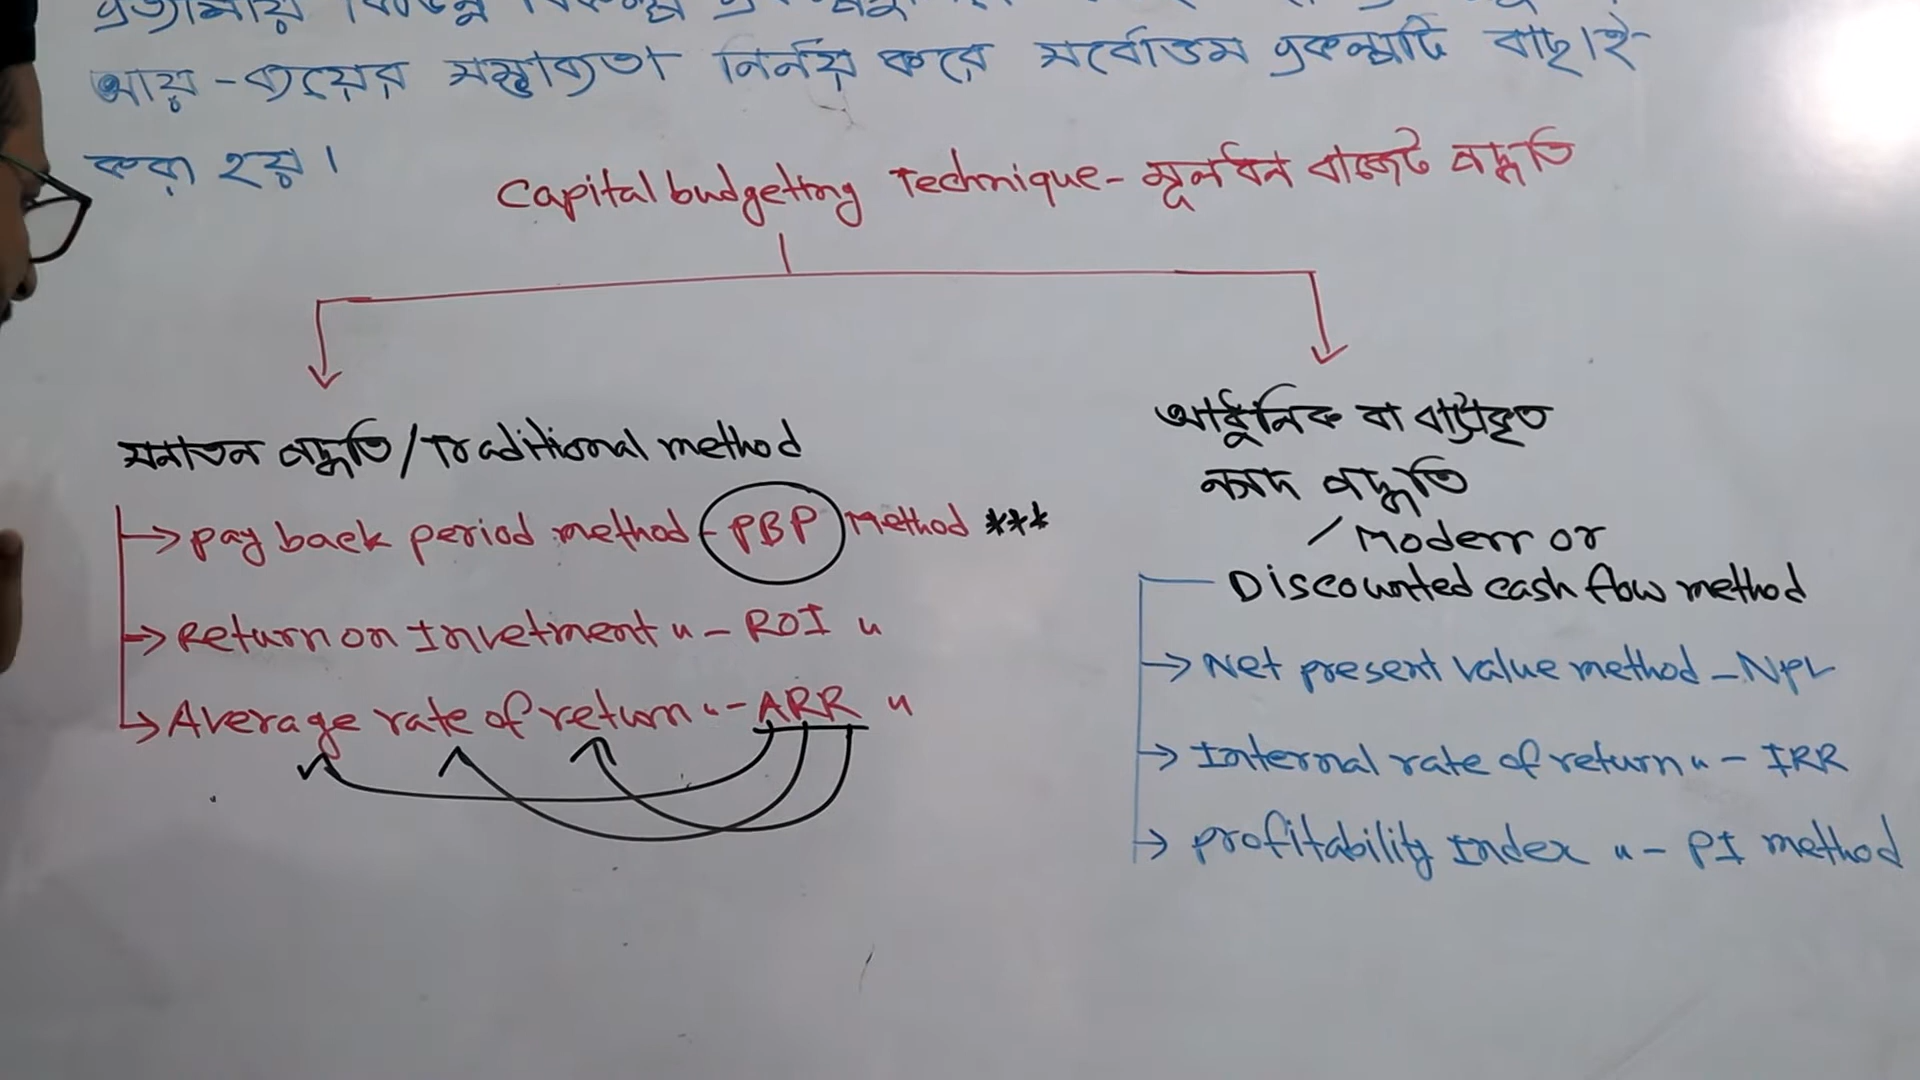 আয় -ব্যয়ের সম্ভাব্যতা নির্নয় করে সর্বোত্তম প্রকল্পটি বাছাই-
করা হয়।
Capital budgetting Technique- মূলধন বাজেট পদ্ধতি
সনাতন পদ্ধতি/Traditional method
→ pay back period method - PBP Method ***
→ Return on Invetment 〃 - ROI 〃
→ Average rate of return 〃 - ARR 〃
আধুনিক বা বাট্টাকৃত
নগদ পদ্ধতি
/Modern or
Discounted cash flow method
→ Net present value method - NPV
→ Internal rate of return 〃 - IRR
→ profitability Index 〃 - PI method